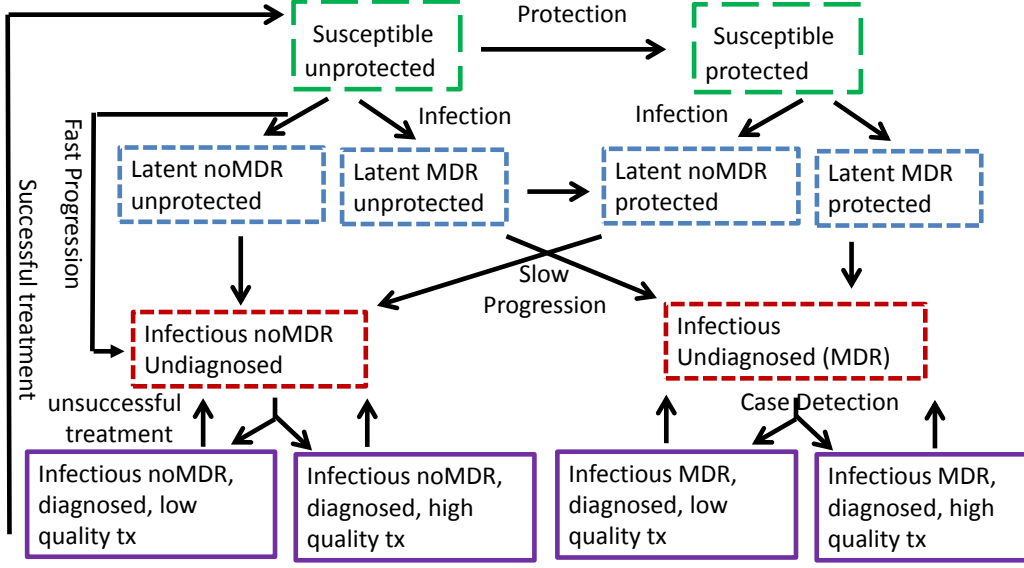 Protection
Susceptible
unprotected
Susceptible
protected
Infection
Infection
Fast Progression
Successful treatment
Latent noMDR
unprotected
Latent MDR
unprotected
Latent noMDR
protected
Latent MDR
protected
Slow
Progression
Infectious noMDR
Undiagnosed
Infectious
Undiagnosed (MDR)
unsuccessful
treatment
Case Detection
Infectious noMDR,
diagnosed, low
quality tx
Infectious noMDR,
diagnosed, high
quality tx
Infectious MDR,
diagnosed, low
quality tx
Infectious MDR,
diagnosed, high
quality tx